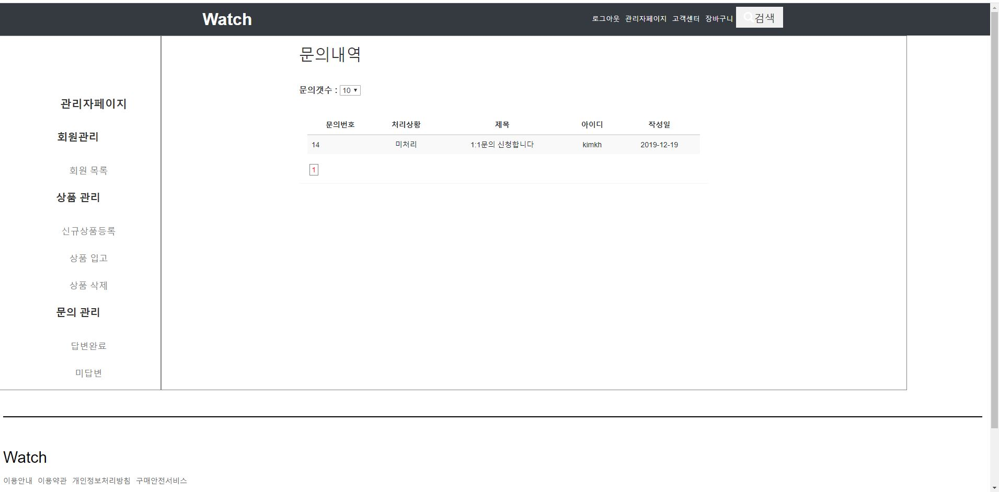 Watch
로그아웃 관리자페이지 고객센터 장바구니 검색
관리자페이지
회원관리
회원 목록
상품 관리
신규상품등록
상품 입고
상품 삭제
문의 관리
답변완료
미답변
문의내역
문의갯수 : 10
문의번호 처리상황 제목 아이디 작성일
14 미처리 1:1문의 신청합니다 kimkh 2019-12-19
1
Watch
이용안내 이용약관 개인정보처리방침 구매안전서비스